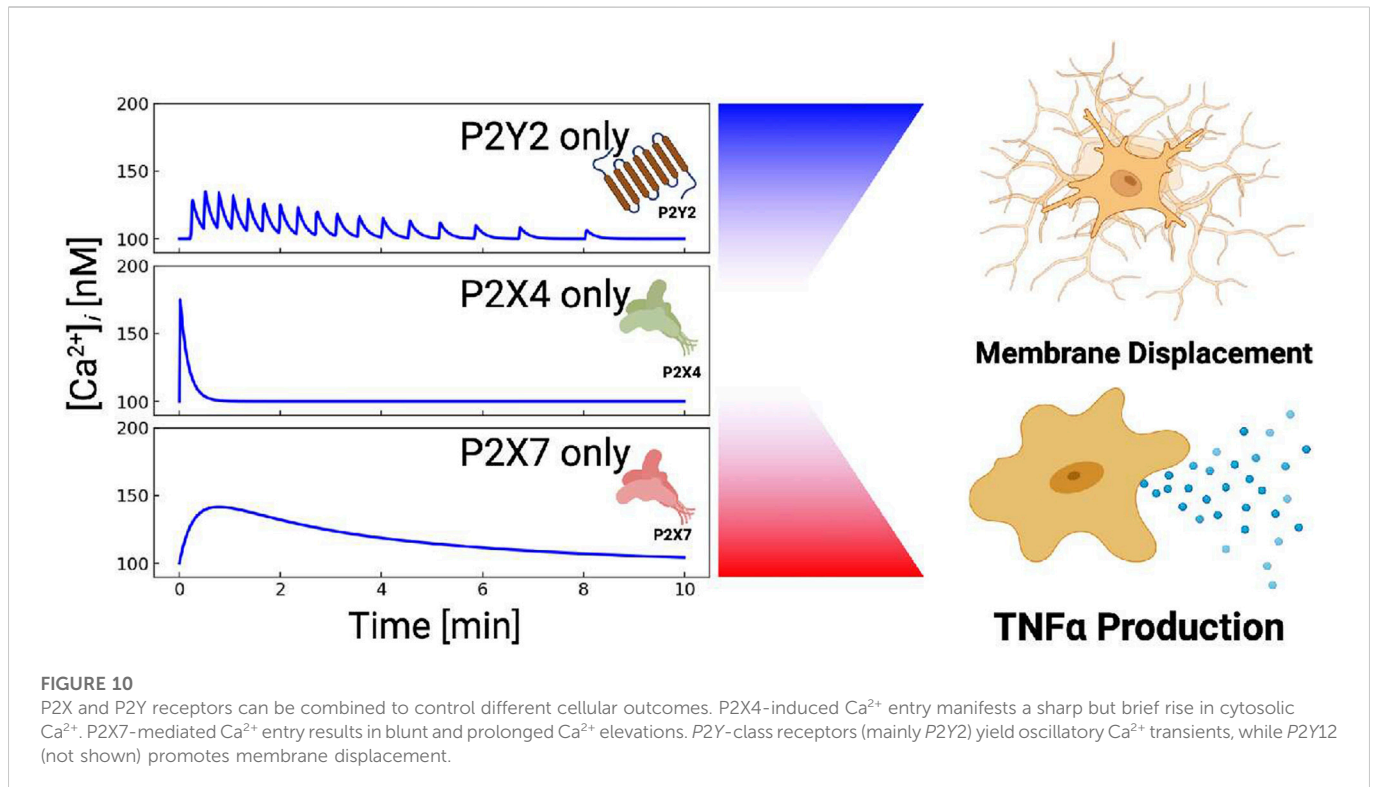 200
150
100
P2Y2 only
P2Y2
200
150
100
P2X4 only
P2X4
200
150
100
P2X7 only
P2X7
[Ca²⁺]ᵢ [nM]
0 2 4 6 8 10
Time [min]
Membrane Displacement
TNFα Production
FIGURE 10
P2X and P2Y receptors can be combined to control different cellular outcomes. P2X4-induced Ca²⁺ entry manifests a sharp but brief rise in cytosolic
Ca²⁺. P2X7-mediated Ca²⁺ entry results in blunt and prolonged Ca²⁺ elevations. P2Y-class receptors (mainly P2Y2) yield oscillatory Ca²⁺ transients, while P2Y12
(not shown) promotes membrane displacement.